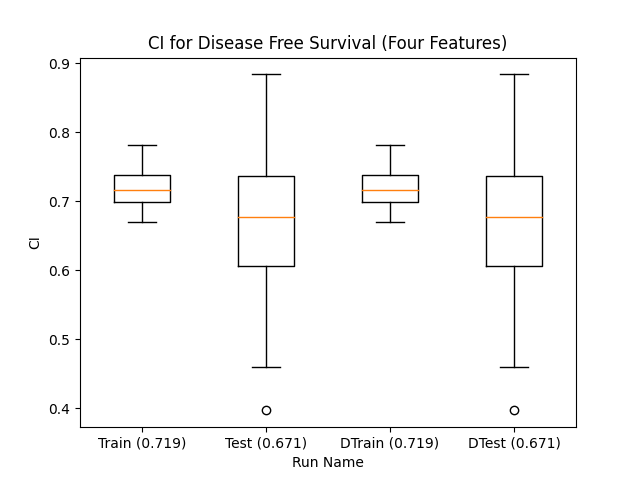 CI for Disease Free Survival (Four Features)
0.9
0.8
0.7
0.6
0.5
0.4
CI
Train (0.719) Test (0.671) DTrain (0.719) DTest (0.671)
Run Name